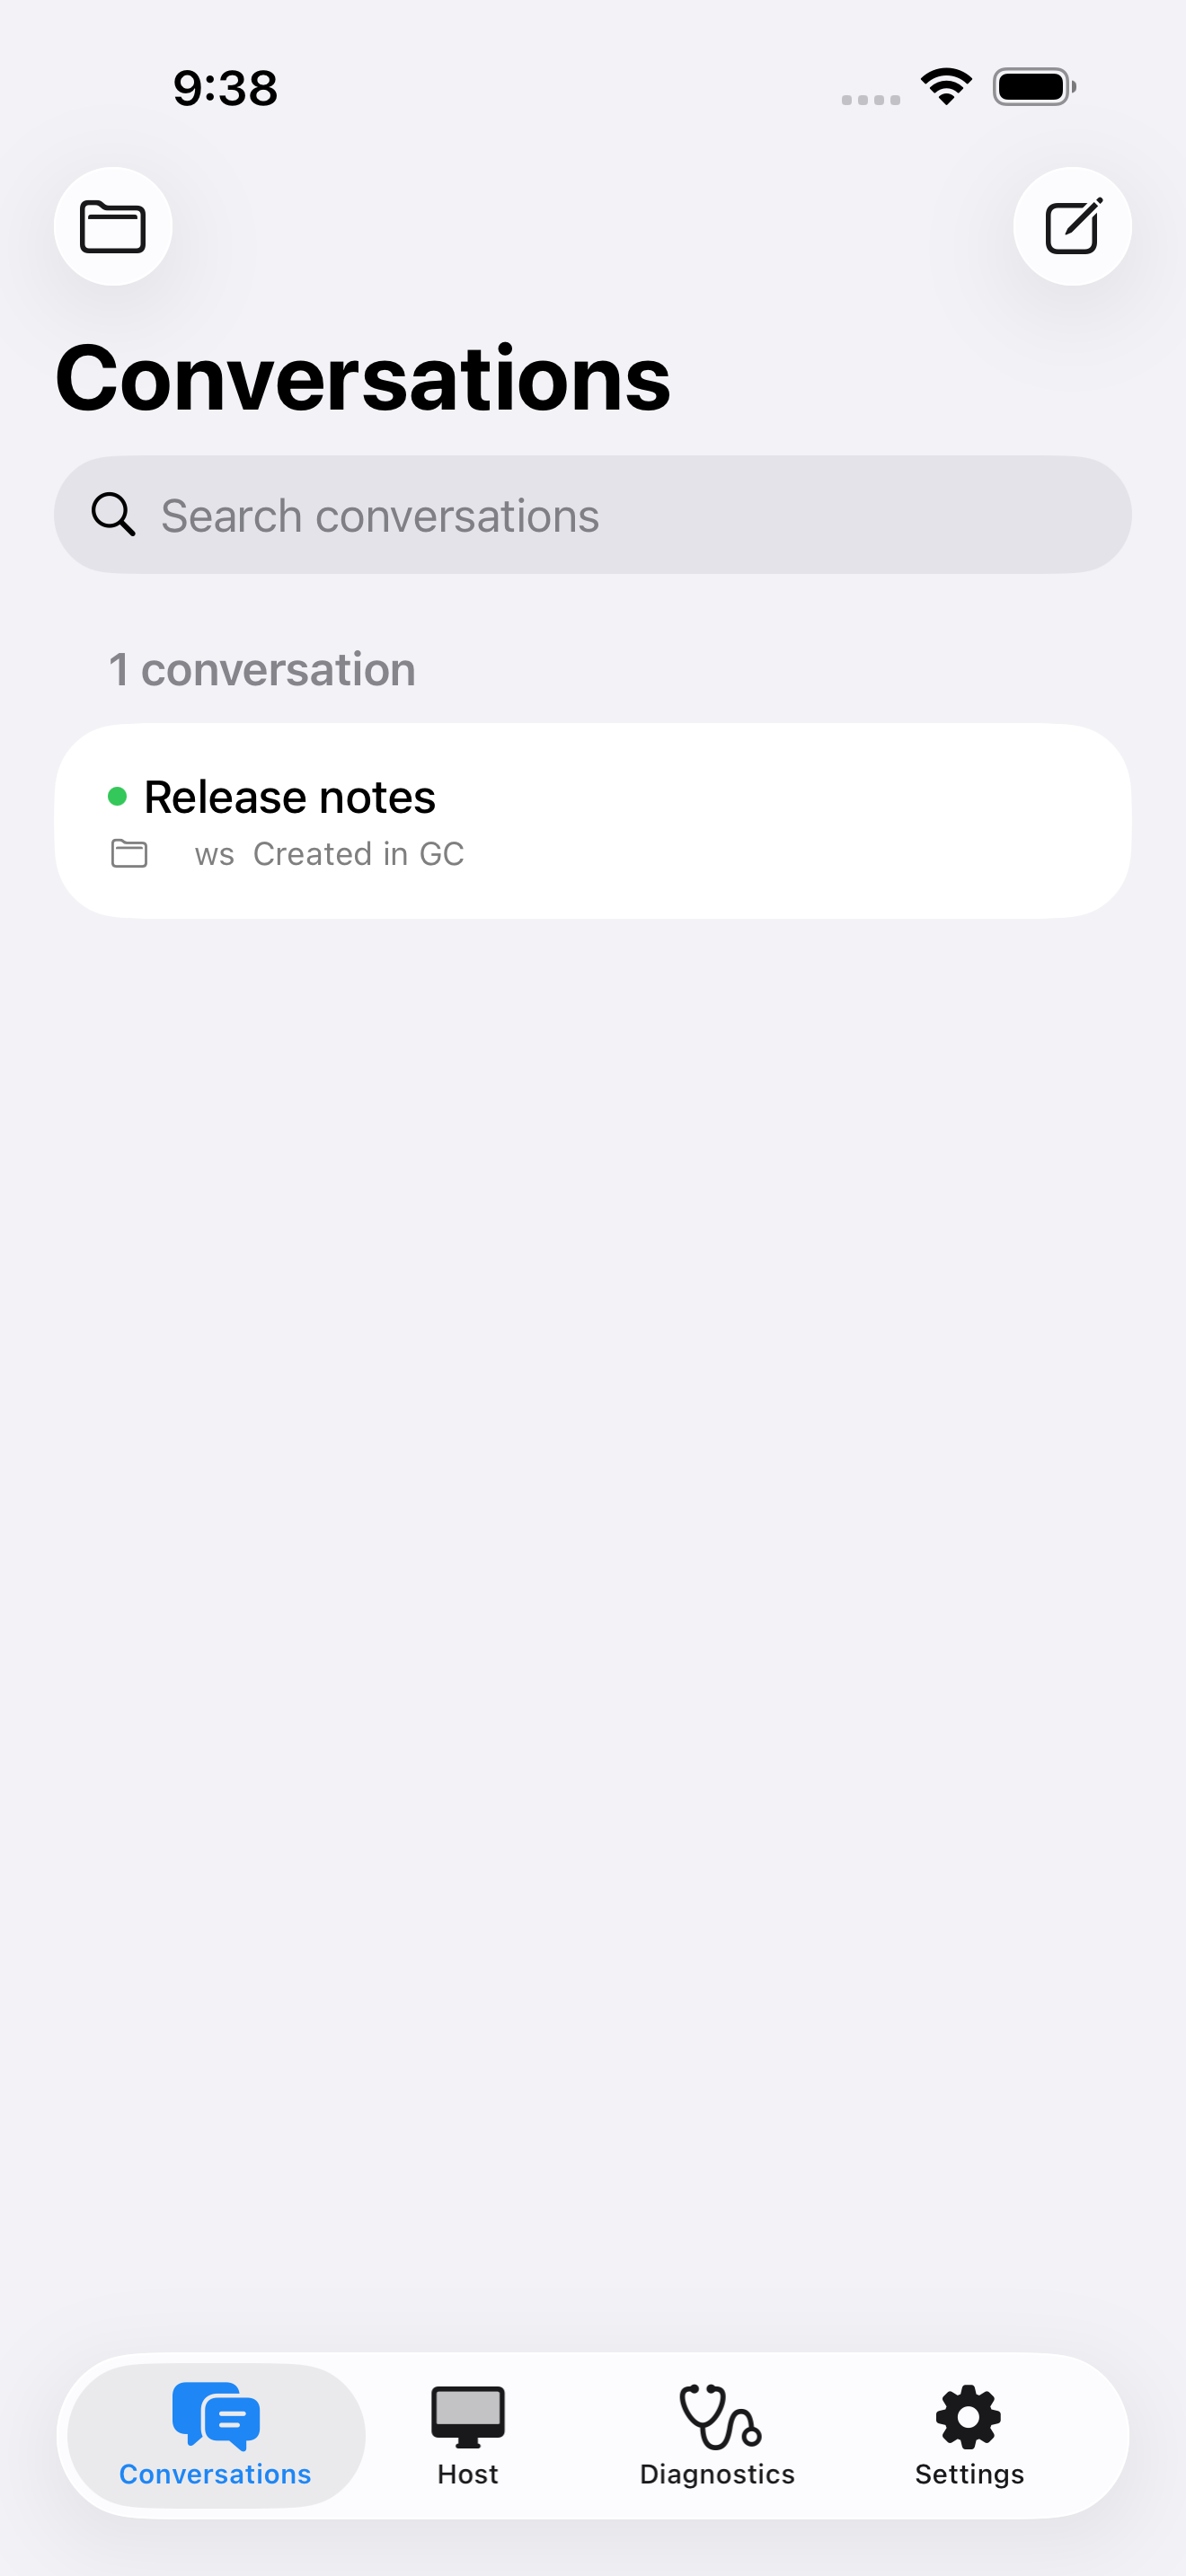 9:38
Conversations
Search conversations
1 conversation
Release notes
ws Created in GC
Conversations
Host
Diagnostics
Settings